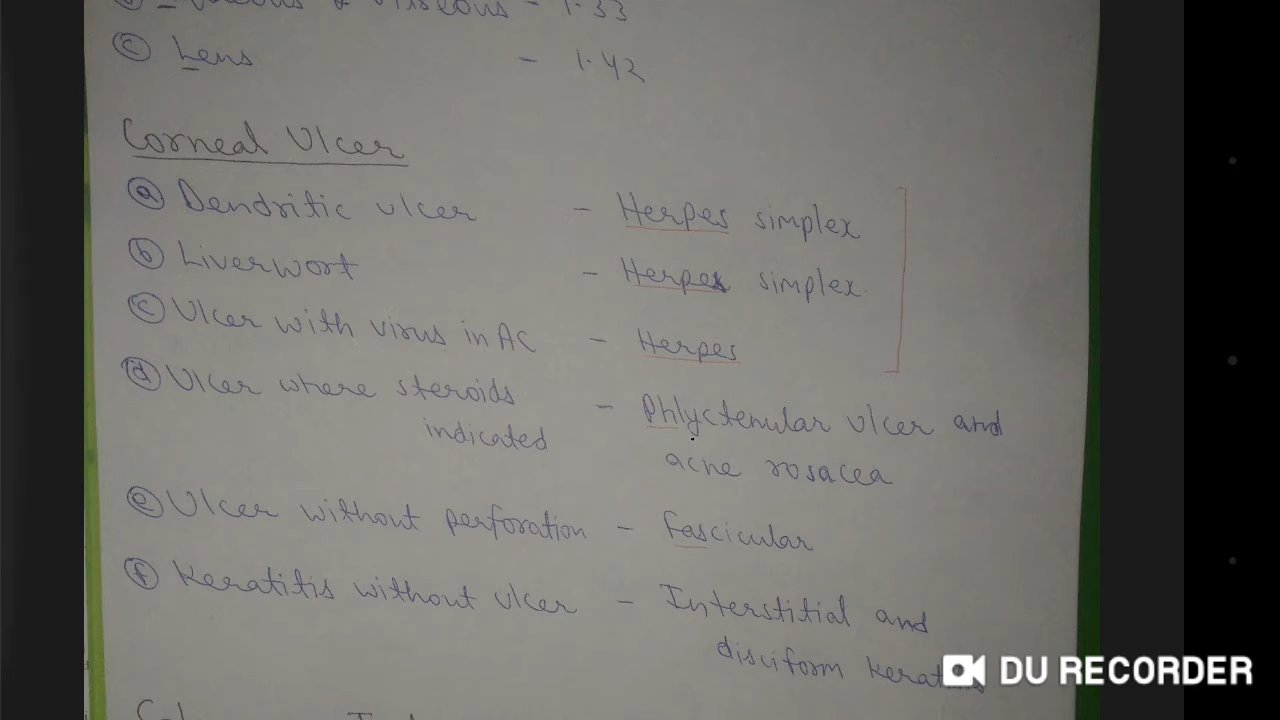 - 1.33
ⓒ Lens - 1.42
Corneal Ulcer
ⓐ Dendritic ulcer - Herpes simplex
ⓑ Liverwort - Herpes simplex
ⓒ Ulcer with virus in AC - Herpes
ⓓ Ulcer where steroids indicated - Phlyctenular ulcer and
acne rosacea
ⓔ Ulcer without perforation - Fascicular
ⓕ Keratitis without ulcer - Interstitial and
disciform
DU RECORDER